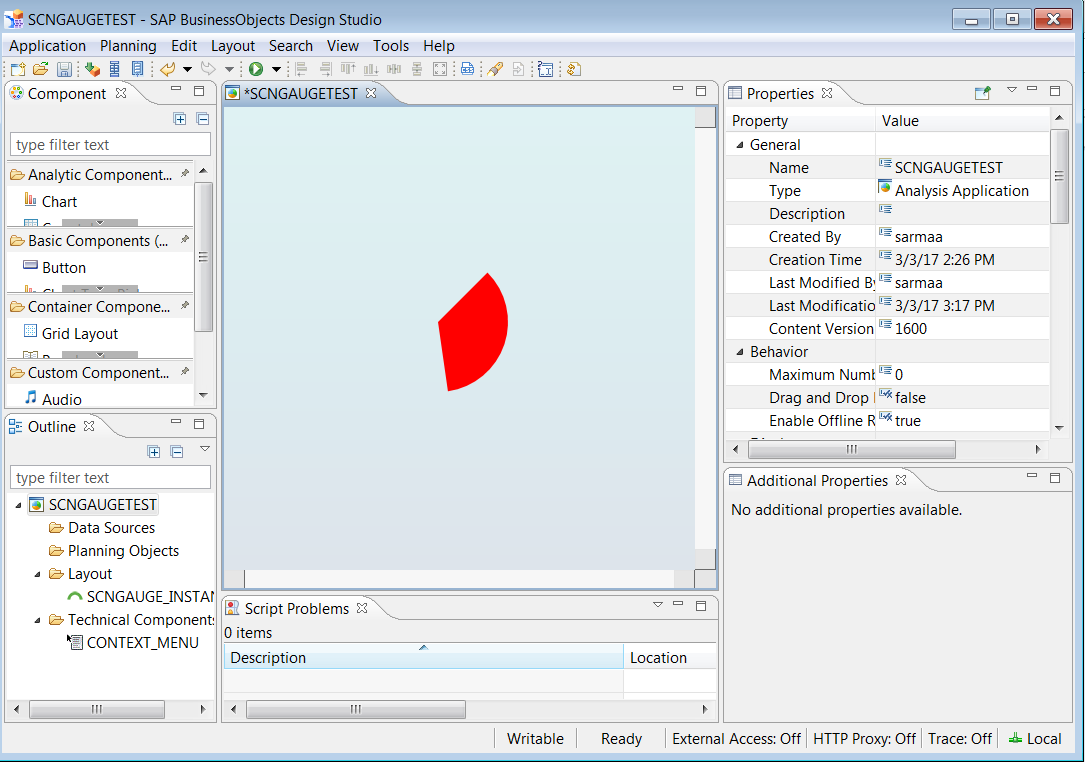 SCNGAUGETEST - SAP BusinessObjects Design Studio
Application Planning Edit Layout Search View Tools Help
Component
type filter text
Analytic Component...
Chart
Basic Components (...
Button
Container Compone...
Grid Layout
Custom Component...
Audio
Outline
type filter text
SCNGAUGETEST
Data Sources
Planning Objects
Layout
SCNGAUGE_INSTAN
Technical Components
CONTEXT_MENU
*SCNGAUGETEST
Script Problems
0 items
Description Location
Properties
Property Value
General
Name SCNGAUGETEST
Type Analysis Application
Description
Created By sarmaa
Creation Time 3/3/17 2:26 PM
Last Modified By sarmaa
Last Modificatio 3/3/17 3:17 PM
Content Version 1600
Behavior
Maximum Numb 0
Drag and Drop false
Enable Offline R true
Additional Properties
No additional properties available.
Writable Ready External Access: Off HTTP Proxy: Off Trace: Off Local